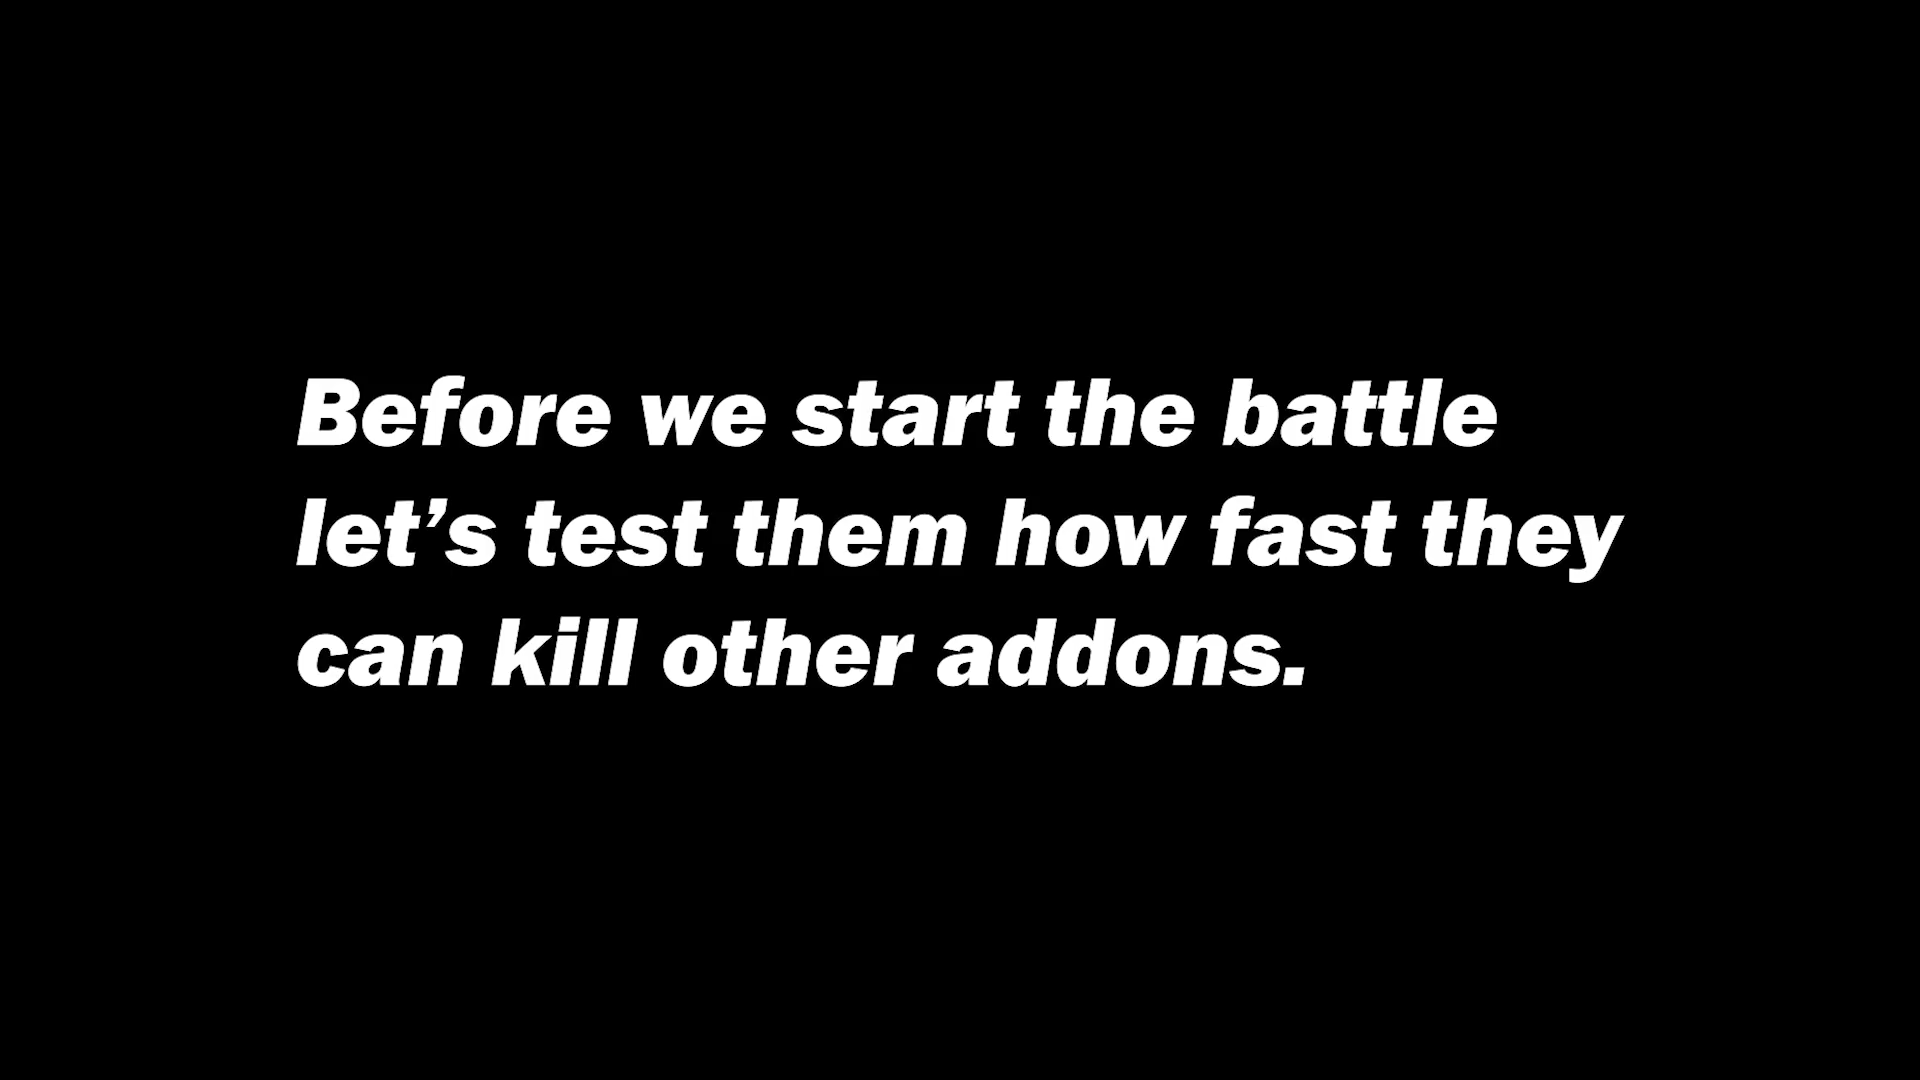 Before we start the battle
let’s test them how fast they
can kill other addons.